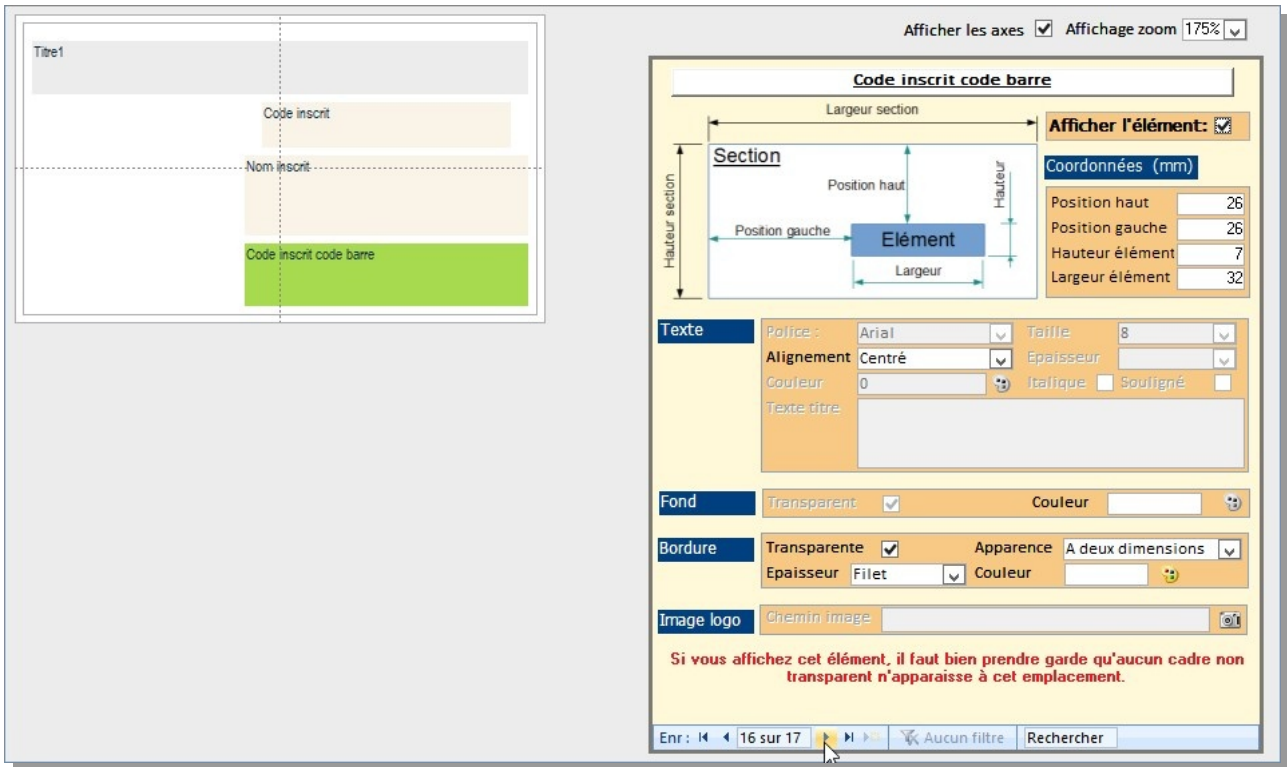 Afficher les axes Affichage zoom 175%
Titre1
Code inscrit
Nom inscrit
Code inscrit code barre
Code inscrit code barre
Largeur section
Afficher l'élément:
Section
Hauteur section
Position haut
Hauteur
Position gauche
Elément
Largeur
Coordonnées (mm)
Position haut 26
Position gauche 26
Hauteur élément 7
Largeur élément 32
Texte
Police : Arial Taille 8
Alignement Centré Epaisseur
Couleur 0 Italique Souligné
Texte titre
Fond Transparent Couleur
Bordure Transparente Apparence A deux dimensions
Epaisseur Filet Couleur
Image logo Chemin image
Si vous affichez cet élément, il faut bien prendre garde qu'aucun cadre non
transparent n'apparaisse à cet emplacement.
Enr : 16 sur 17 Aucun filtre Rechercher